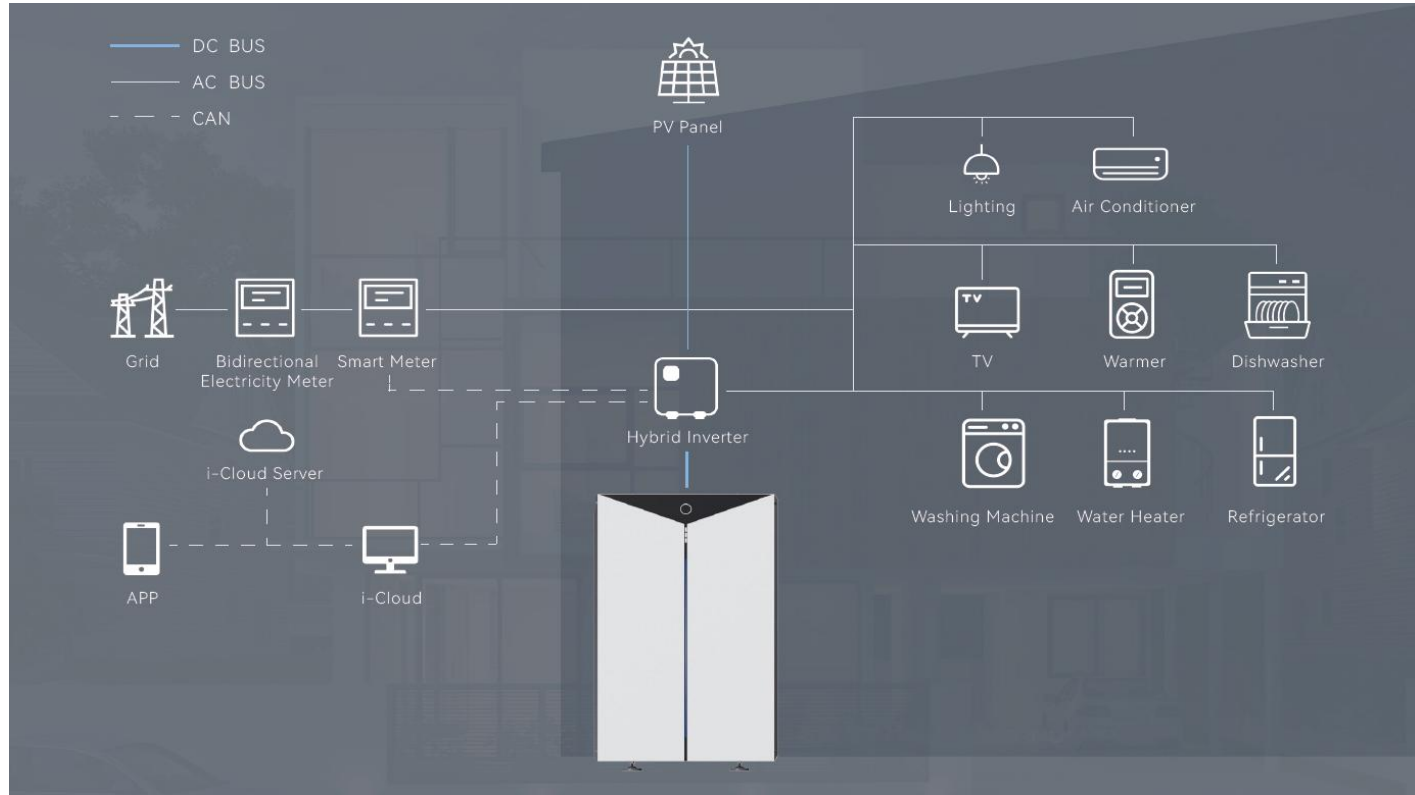 DC BUS
AC BUS
CAN
PV Panel
Lighting
Air Conditioner
TV
Grid
Bidirectional
Electricity Meter
Smart Meter
TV
Warmer
Dishwasher
Hybrid Inverter
i-Cloud Server
Washing Machine
Water Heater
Refrigerator
APP
i-Cloud